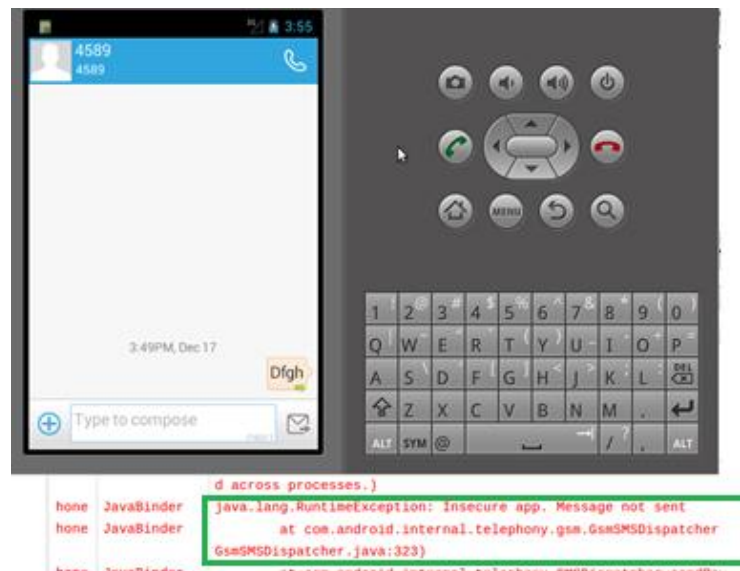 3:55
4589
4589
3:49PM, Dec 17
Dfgh
Type to compose
MENU
1 ! 2 @ 3 # 4 $ 5 % 6 ^ 7 & 8 * 9 ( 0 )
Q W E R T Y U I O P
A S D F G H J K L DEL
Z X C V B N M .
ALT SYM @ / ? , ALT
d across processes.)
hone JavaBinder java.lang.RuntimeException: Insecure app. Message not sent
hone JavaBinder at com.android.internal.telephony.gsm.GsmSMSDispatcher
GsmSMSDispatcher.java:323)